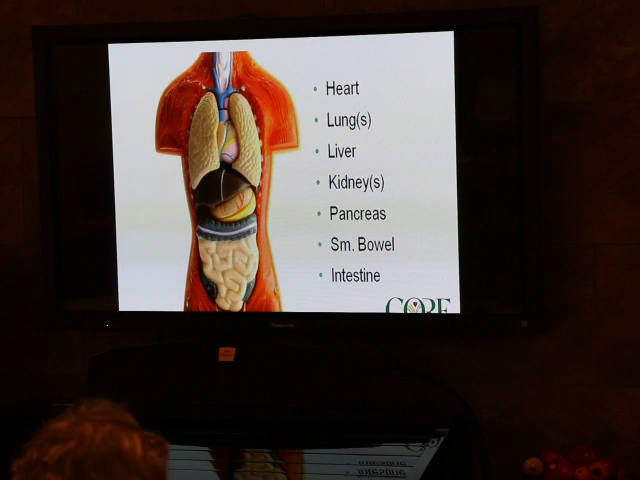 Heart
Lung(s)
Liver
Kidney(s)
Pancreas
Sm. Bowel
Intestine
CORE